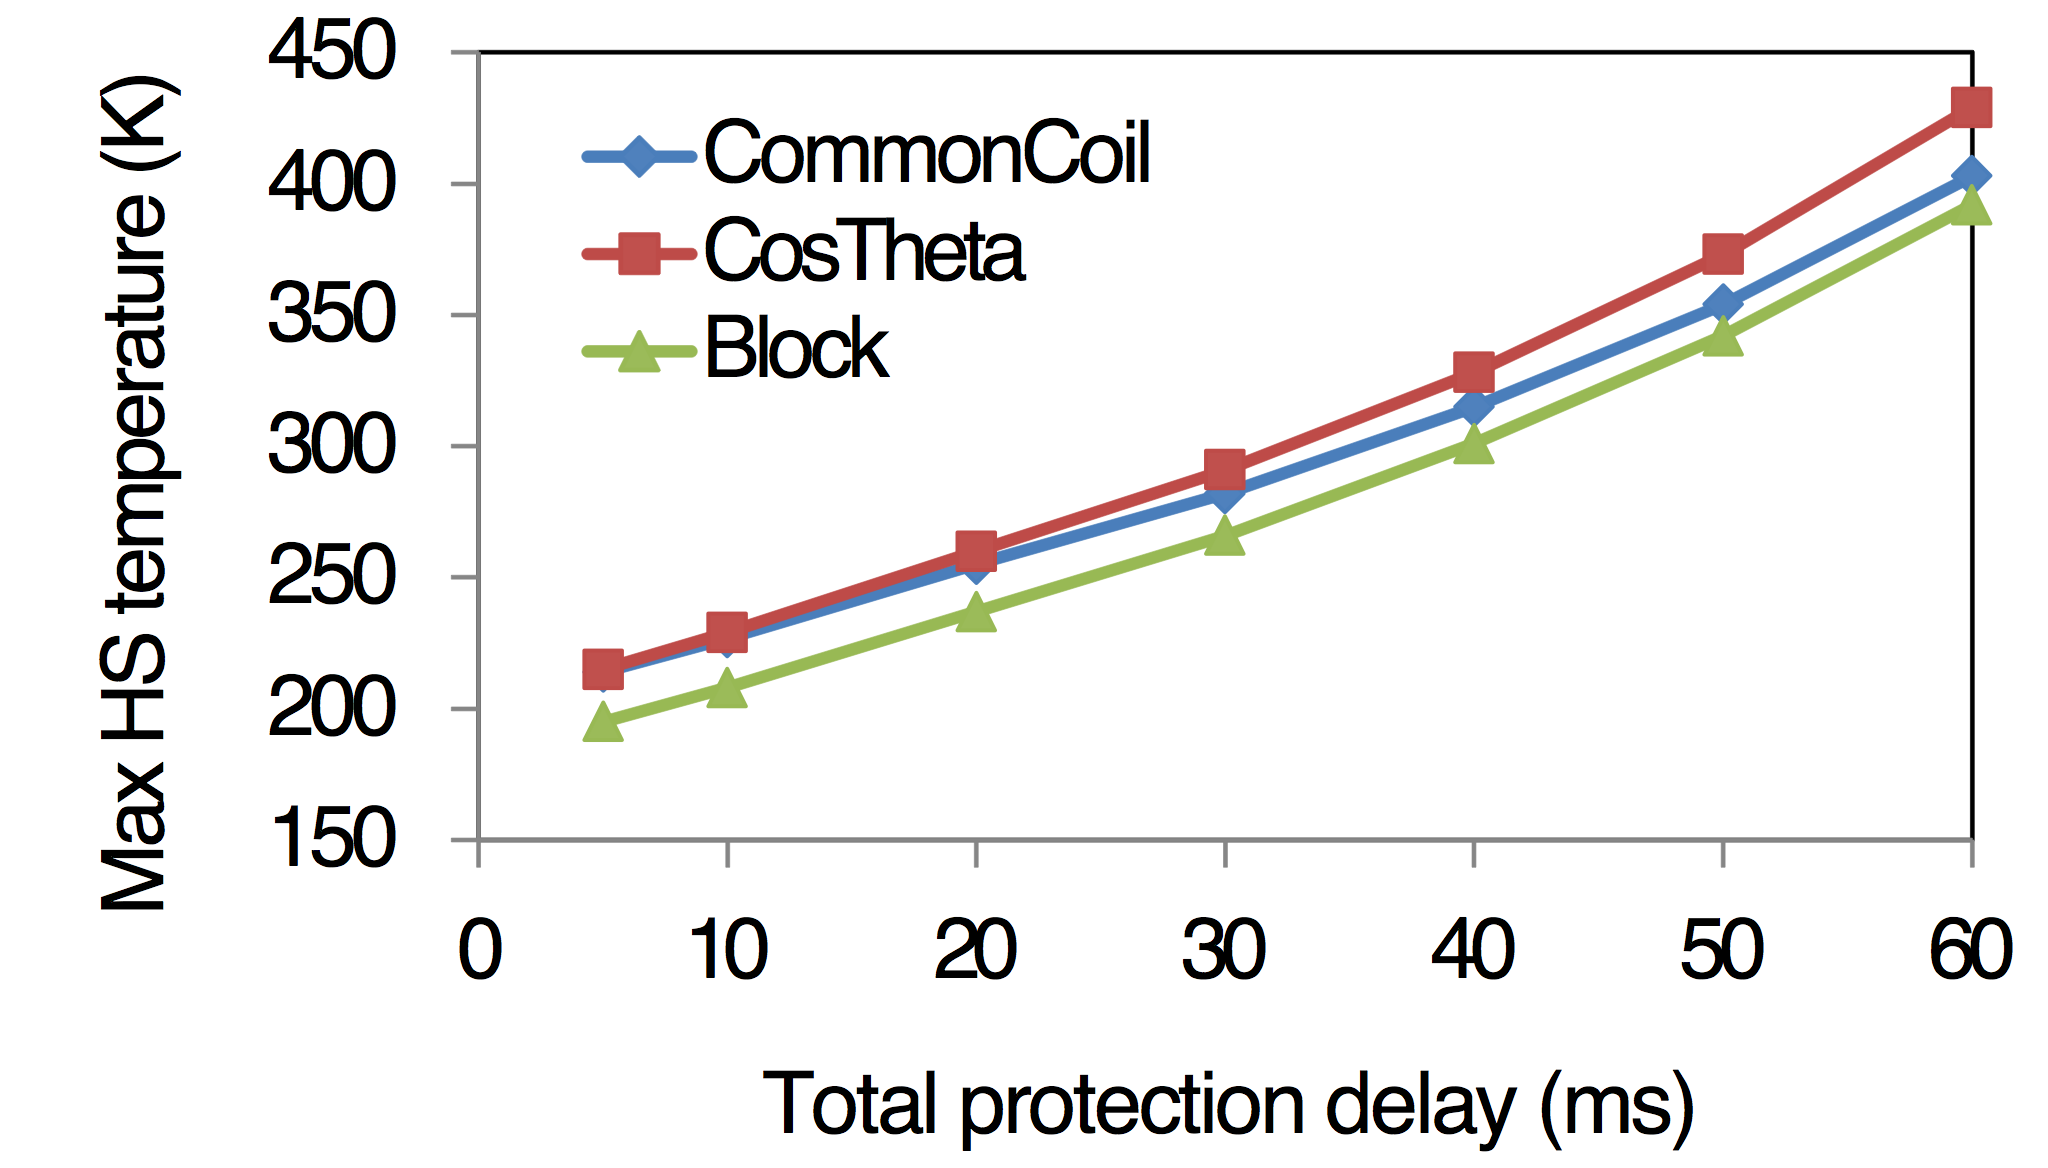 Max HS temperature (K)
450
400
350
300
250
200
150
CommonCoil
CosTheta
Block
0 10 20 30 40 50 60
Total protection delay (ms)